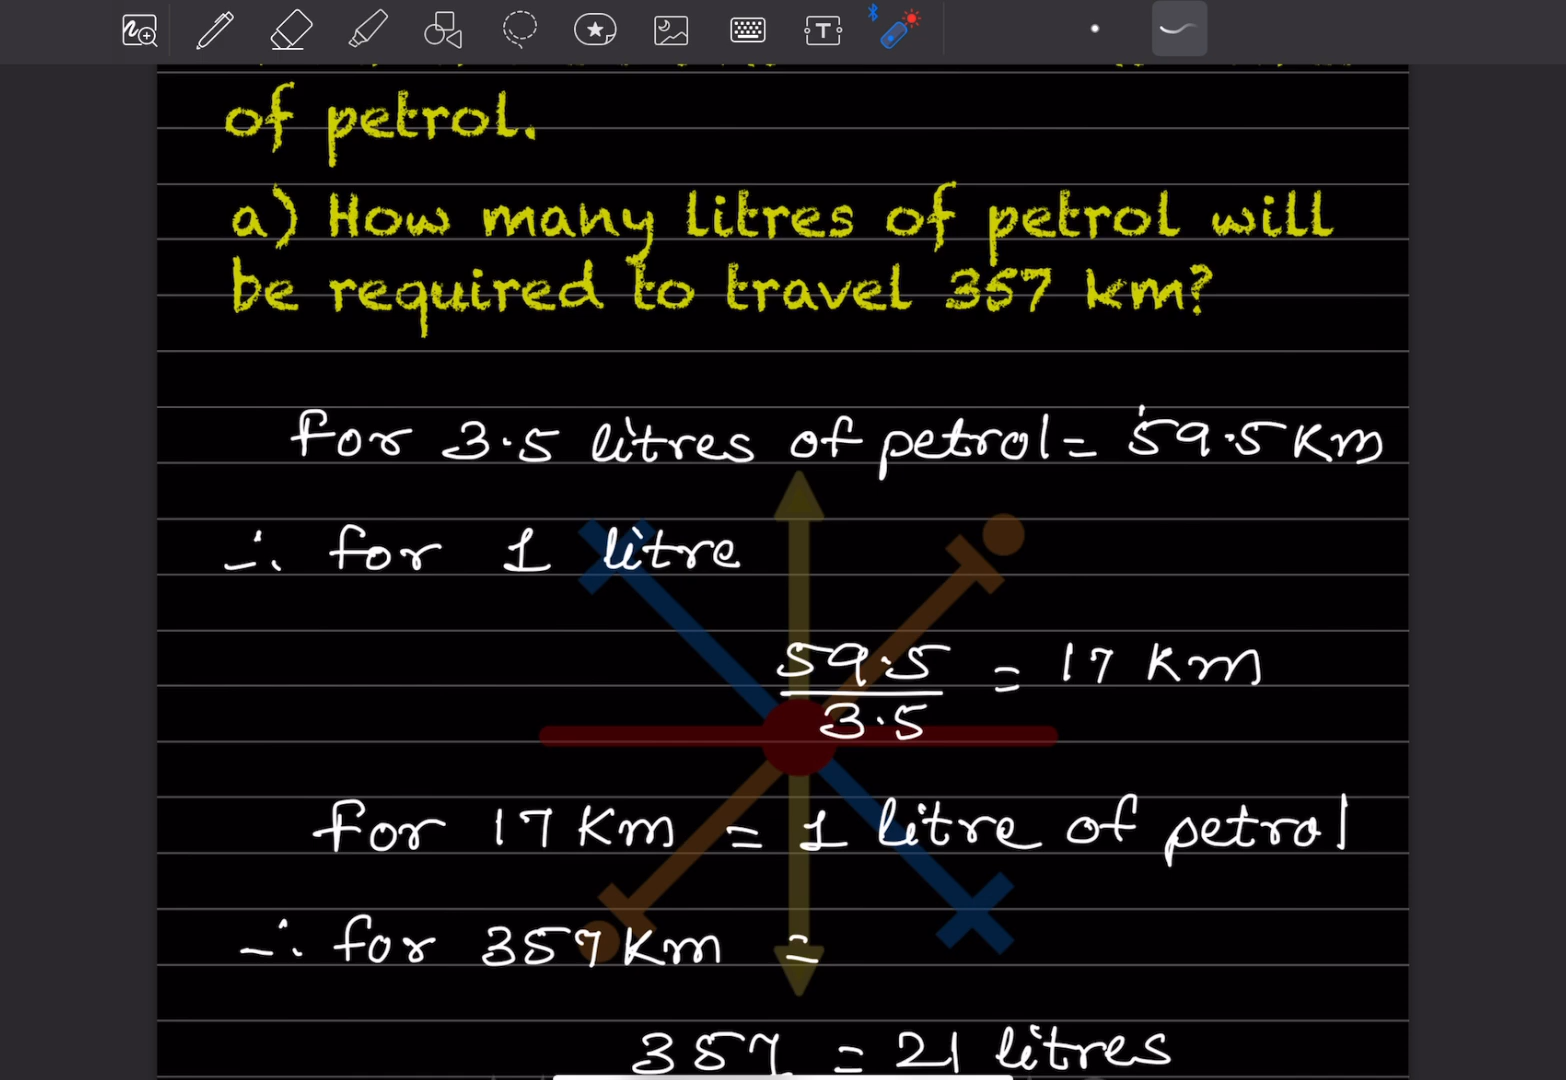 of petrol.
a) How many litres of petrol will
be required to travel 357 km?
for 3.5 litres of petrol = 59.5 Km
∴ for 1 litre
59.5
3.5
= 17 Km
for 17 Km = 1 litre of petrol
∴ for 357 Km =
357 = 21 litres